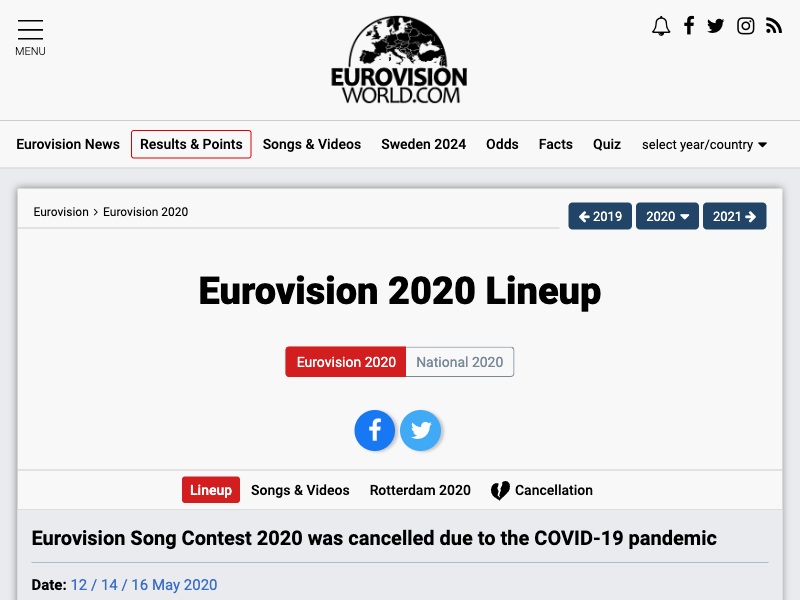 MENU
EUROVISION
WORLD.COM
Eurovision News Results & Points Songs & Videos Sweden 2024 Odds Facts Quiz select year/country
Eurovision > Eurovision 2020
2019 2020 2021
Eurovision 2020 Lineup
Eurovision 2020 National 2020
Lineup Songs & Videos Rotterdam 2020 Cancellation
Eurovision Song Contest 2020 was cancelled due to the COVID-19 pandemic
Date: 12 / 14 / 16 May 2020